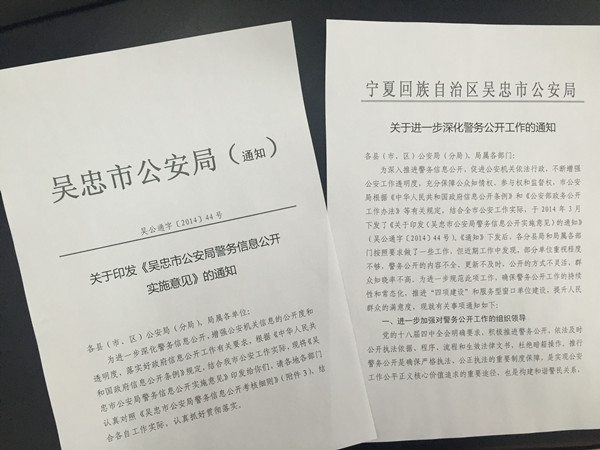 吴忠市公安局（通知）
吴公通字〔2014〕44号
关于印发《吴忠市公安局警务信息公开
实施意见》的通知
各县（市、区）公安局（分局），局属各单位：
为进一步深化警务公开，增强公安机关信息的公开度和
透明度，落实好政府信息公开工作有关要求，根据《中华人民共
和国政府信息公开条例》规定，结合我市公安工作实际，现将《吴
忠市公安局警务信息公开实施意见》印发给你们，请各地各部门
认真对照《吴忠市公安局警务公开考核细则》（附件3），结
合各自工作实际，认真抓好贯彻落实。
宁夏回族自治区吴忠市公安局
关于进一步深化警务公开工作的通知
各县（市、区）公安局（分局），局属各部门：
为深入推进警务信息公开，促进公安机关依法行政，不断增强
公安工作透明度，充分保障公众知情权、参与权和监督权，市公安
局根据《中华人民共和国政府信息公开条例》和《公安部政务公开
工作办法》等有关规定，结合全市公安工作实际，于2014年3月
下发了《关于印发〈吴忠市公安局警务公开实施意见〉的通知》
（吴公通字〔2014〕44号）。《通知》下发后，各分县局和局属各部
门按照要求做了一些工作，但近期工作中发现，部分单位重视程度
不够、警务公开的内容不全、更新不及时、公开的方式不灵活、群
众知晓率不高，为进一步规范此项工作，确保警务公开工作的持续
性和常态化，推进“四项建设”和服务型窗口单位建设，提升人民
群众的满意度，现就有关事项通知如下：
一、进一步加强对警务公开工作的组织领导
党的十八届四中全会明确要求，积极推进警务公开，依法及时
公开执法依据、程序、流程和生效法律文书，杜绝暗箱操作。推行
警务公开是确保严格执法、公正执法的重要制度保障，是实现公安
工作公平正义核心价值追求的重要途径，也是构建和谐警民关系，